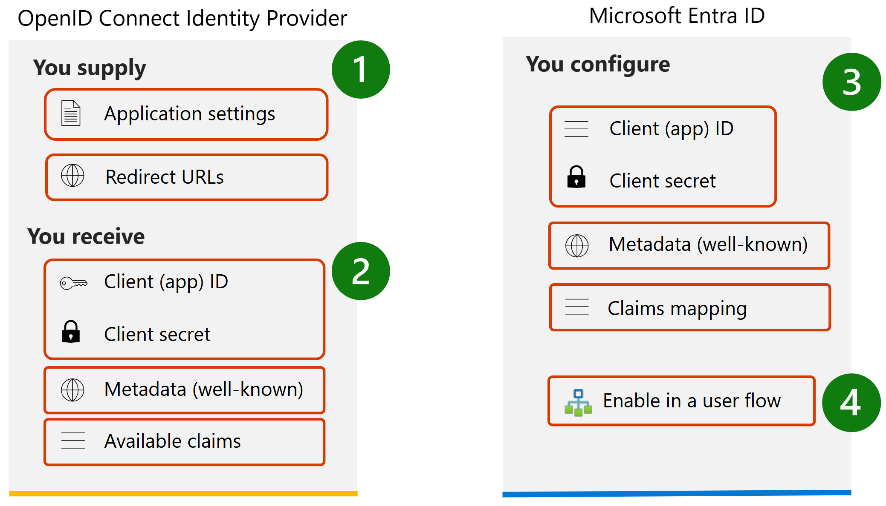 OpenID Connect Identity Provider
You supply
1
Application settings
Redirect URLs
You receive
2
Client (app) ID
Client secret
Metadata (well-known)
Available claims
Microsoft Entra ID
You configure
3
Client (app) ID
Client secret
Metadata (well-known)
Claims mapping
Enable in a user flow
4